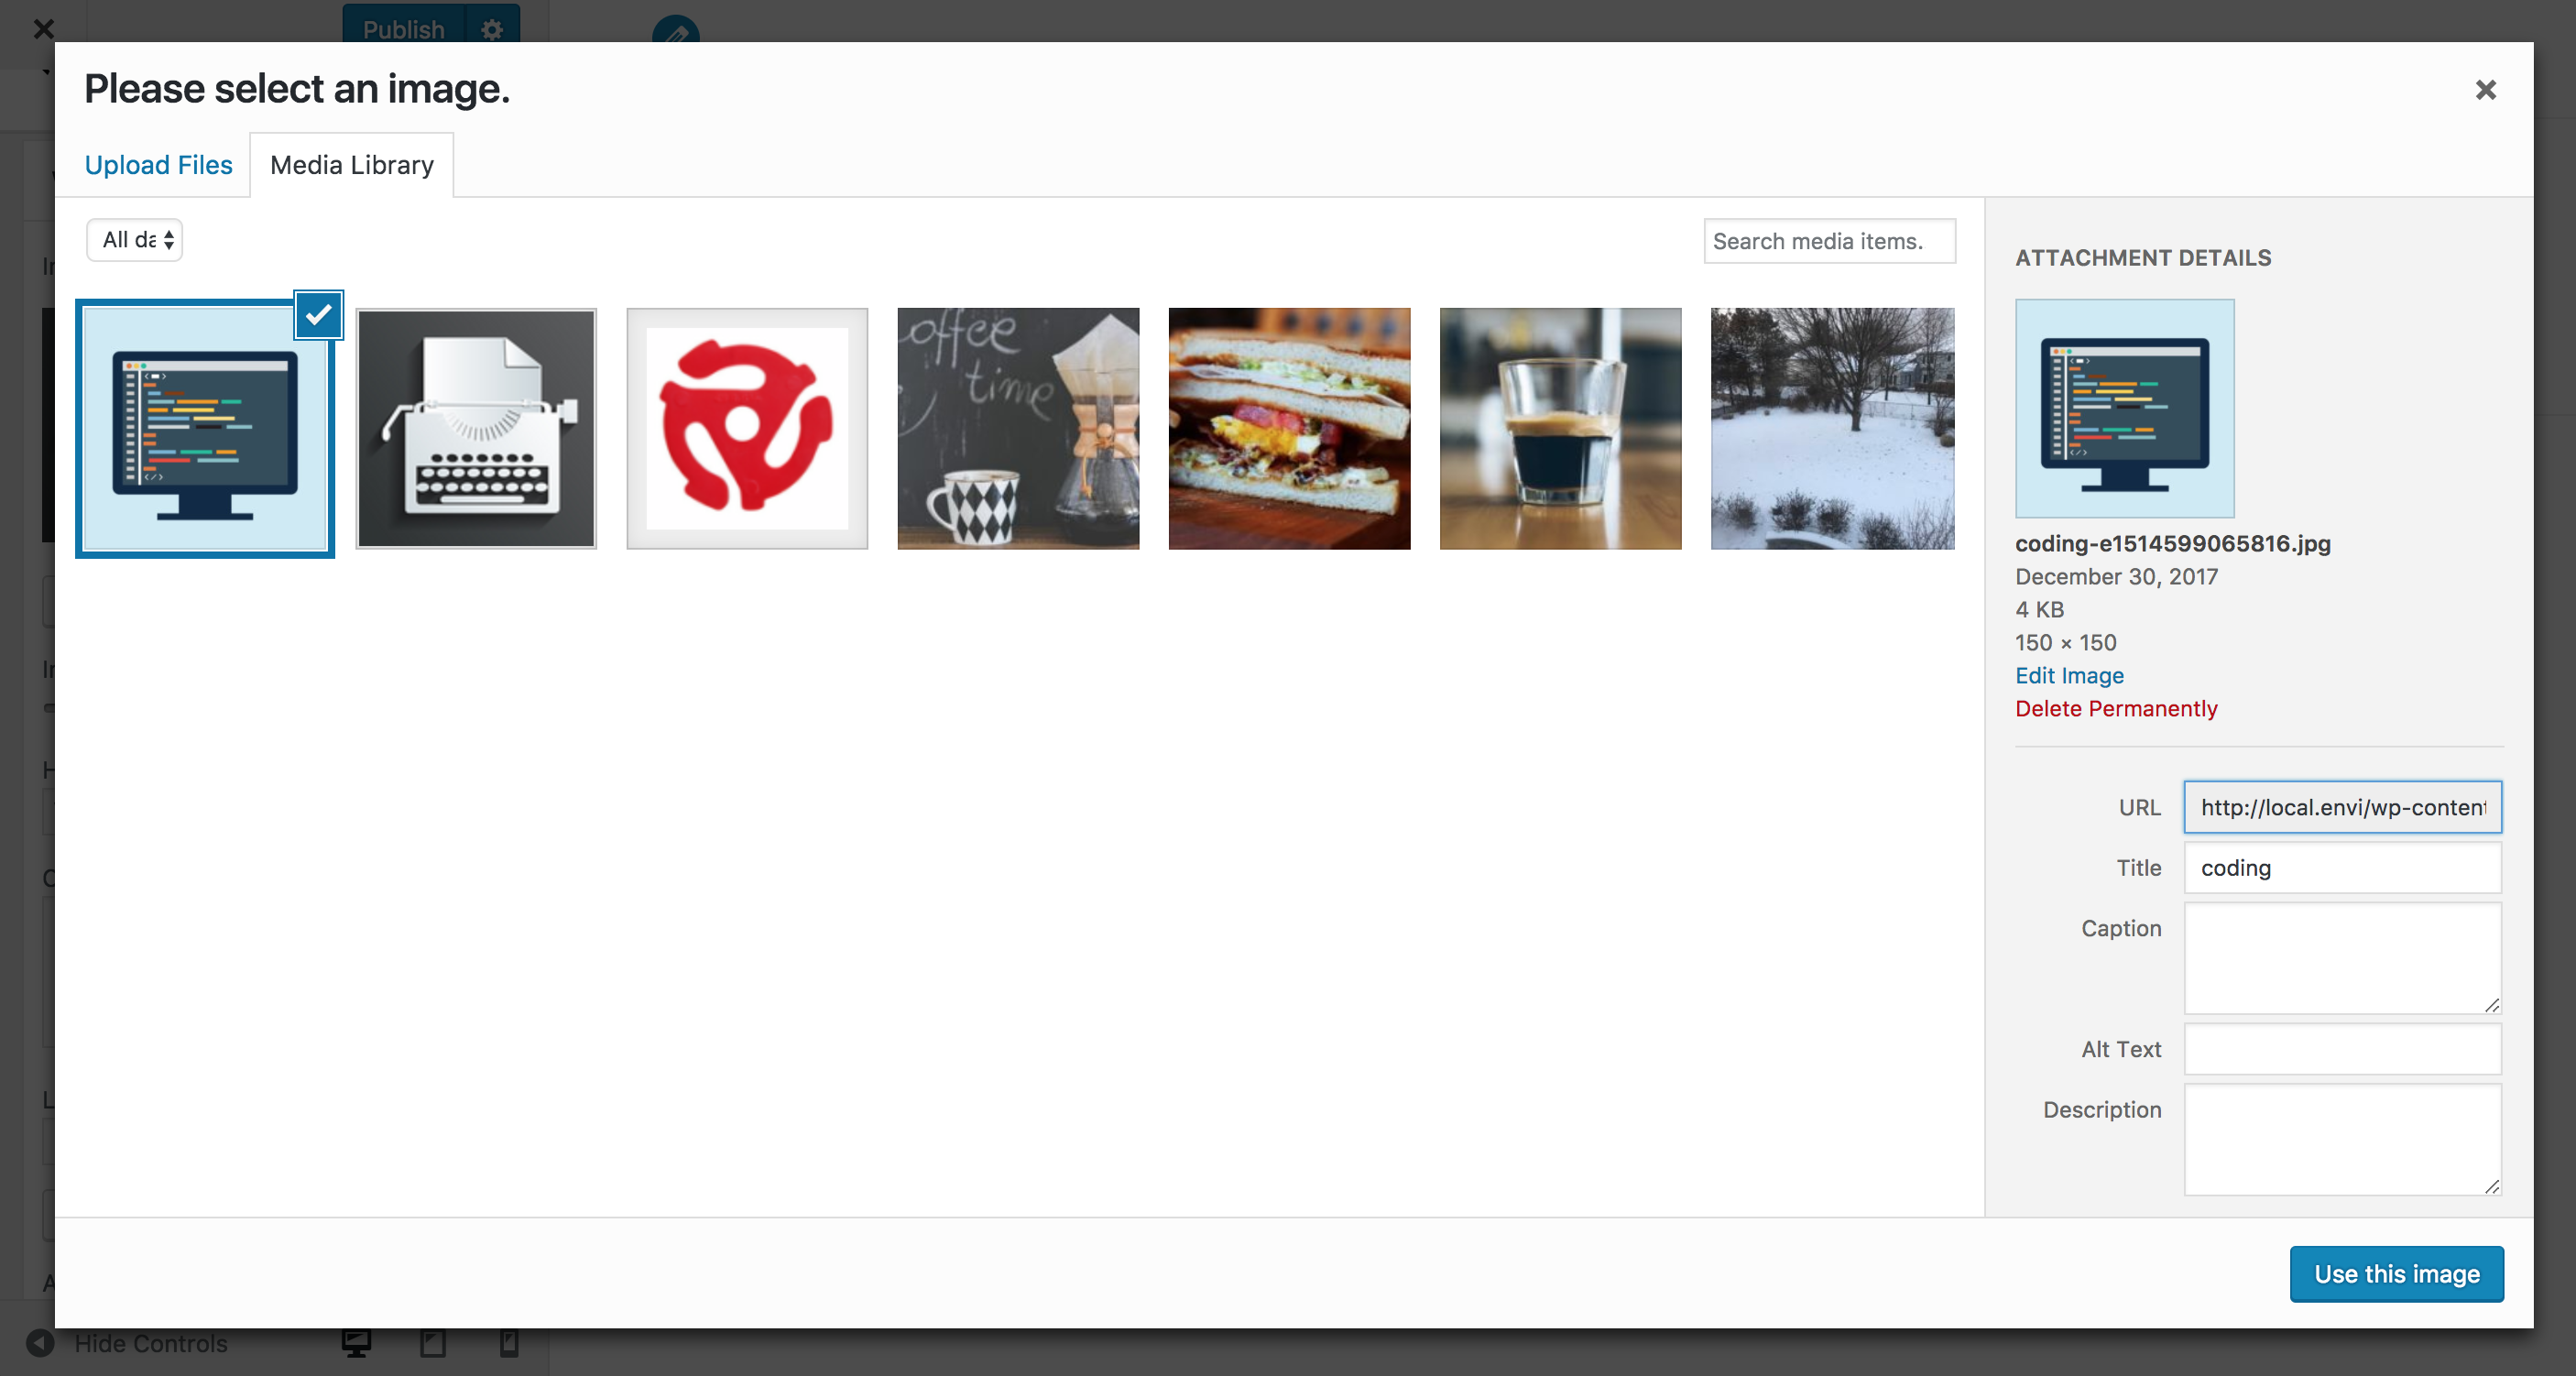 Publish
Please select an image.
Upload Files
Media Library
All da
Search media items.
offee
time
ATTACHMENT DETAILS
coding-e1514599065816.jpg
December 30, 2017
4 KB
150 × 150
Edit Image
Delete Permanently
URL
http://local.envi/wp-content
Title
coding
Caption
Alt Text
Description
Use this image
Hide Controls